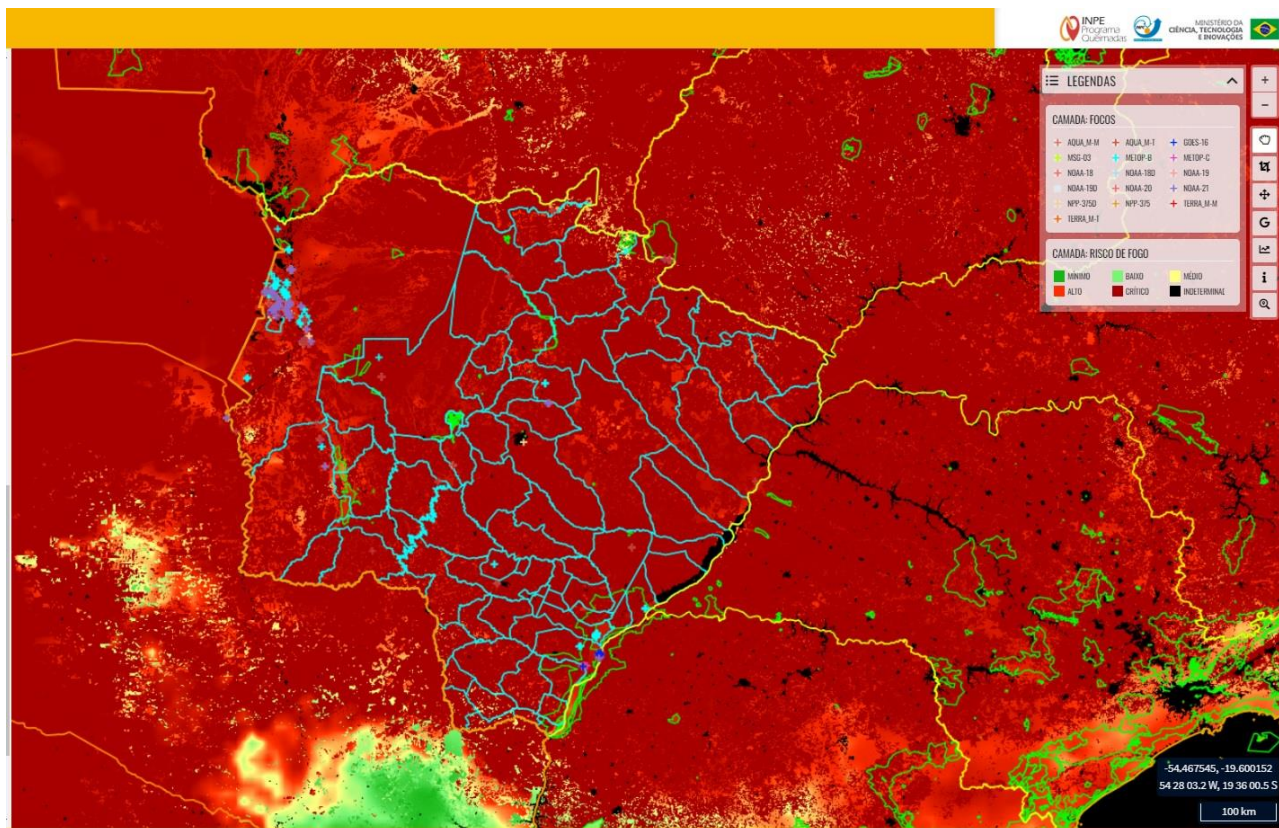 INPE
Programa
Queimadas
MINISTÉRIO DA
CIÊNCIA, TECNOLOGIA
E INOVAÇÕES
LEGENDAS
CAMADA: FOCOS
AQUA_M-M AQUA_M-T GOES-16
MSG-03 METOP-B METOP-C
NOAA-18 NOAA-18D NOAA-19
NOAA-19D NOAA-20 NOAA-21
NPP-375D NPP-375 TERRA_M-M
TERRA_M-T
CAMADA: RISCO DE FOGO
MÍNIMO BAIXO MÉDIO
ALTO CRÍTICO INDETERMINAL
+
−
G
i
-54.467545, -19.600152
54 28 03.2 W, 19 36 00.5 S
100 km